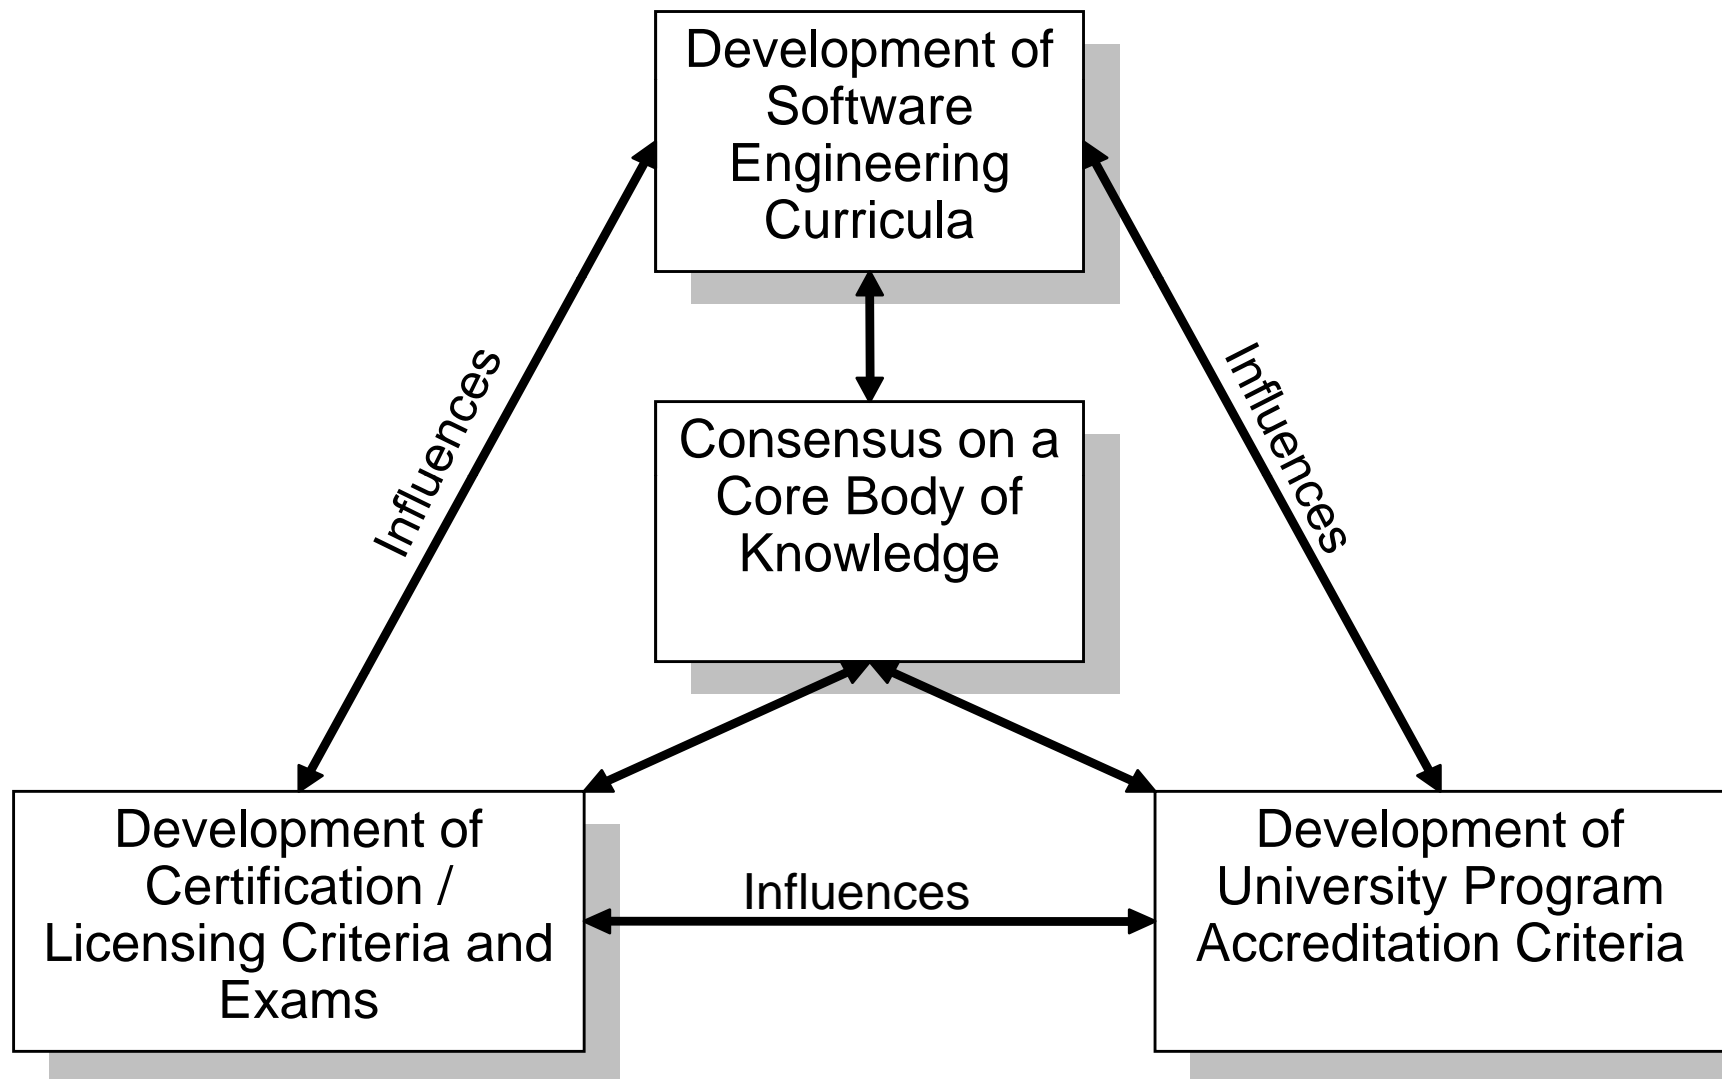 Development of
Software
Engineering
Curricula
Influences
Influences
Consensus on a
Core Body of
Knowledge
Development of
Certification /
Licensing Criteria and
Exams
Influences
Development of
University Program
Accreditation Criteria